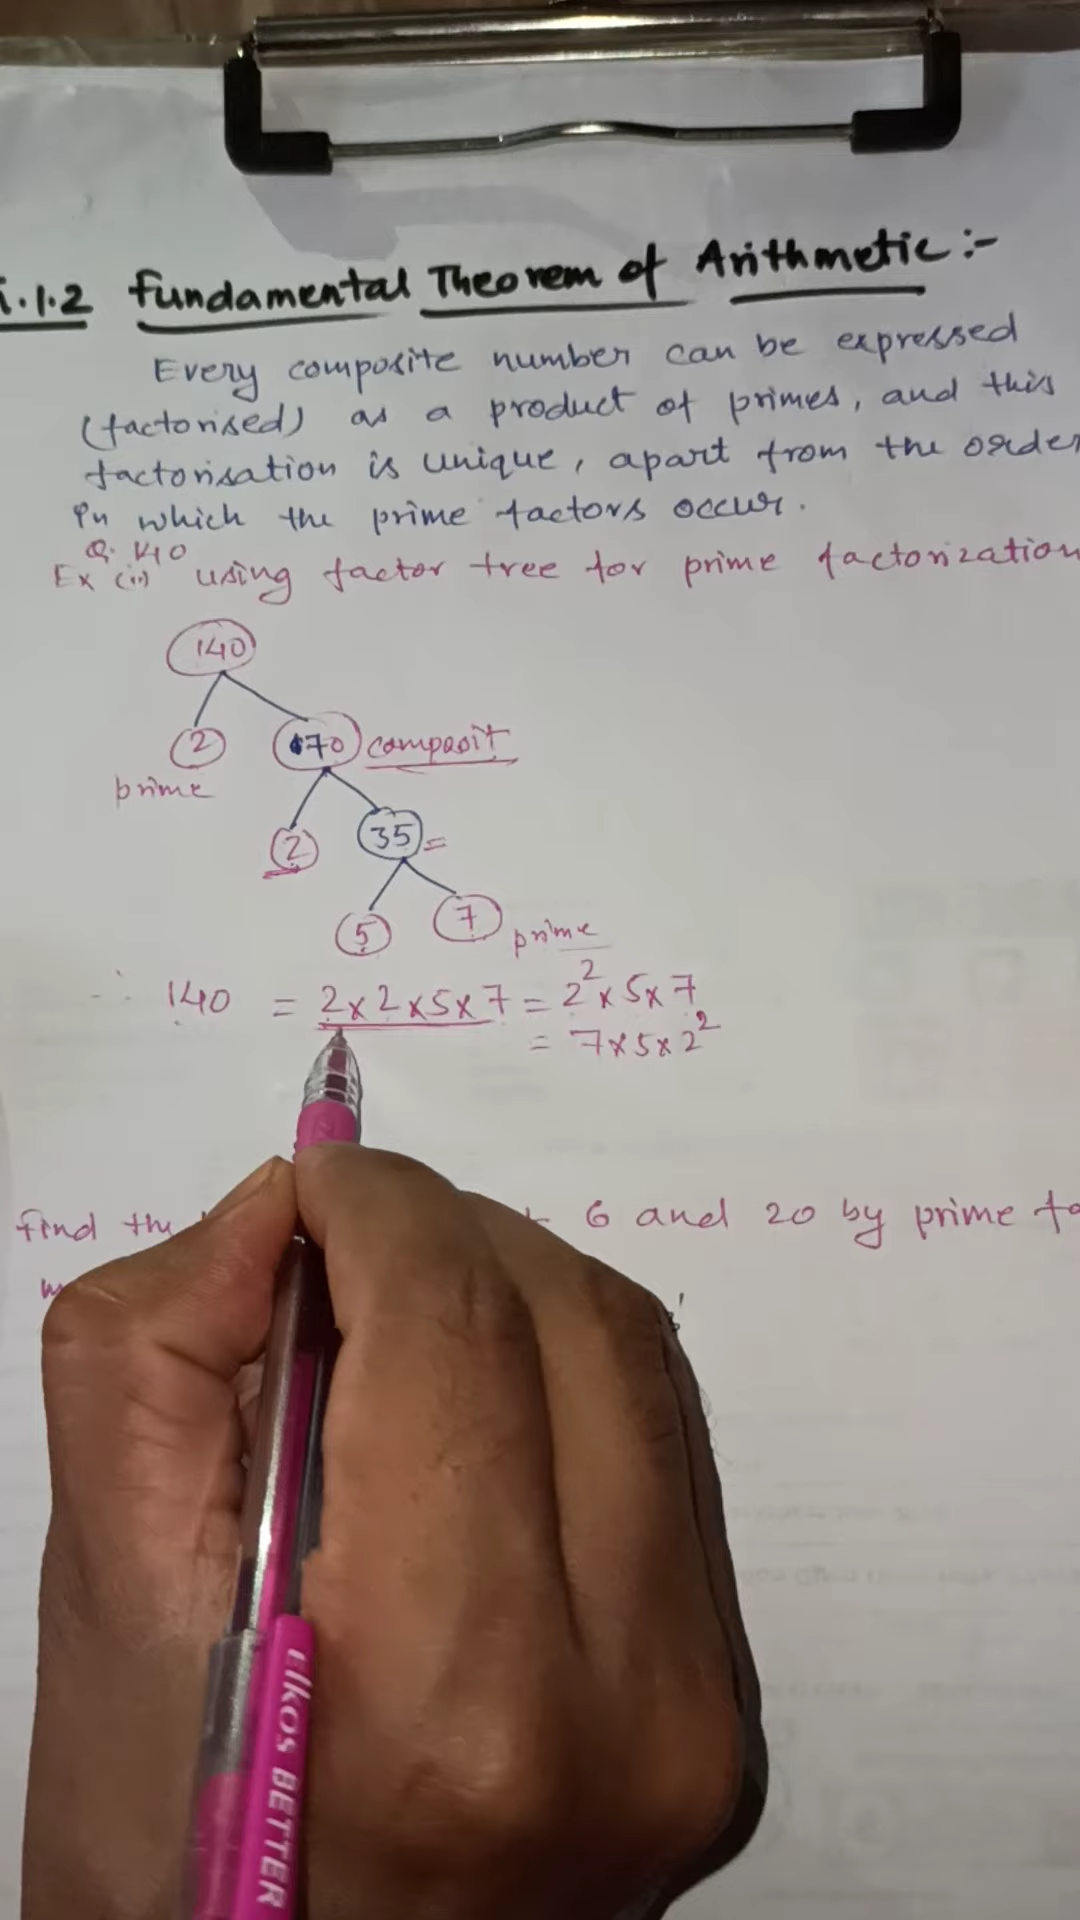 1.1.2 Fundamental Theorem of Arithmetic :-
Every composite number can be expressed
(factorised) as a product of primes, and this
factorisation is unique, apart from the order
in which the prime factors occur.
Q. 140
Ex (ii) using factor tree for prime factorization
140
2 70 composit
prime
2 35 =
5 7 prime
∴ 140 = 2 x 2 x 5 x 7 = 2² x 5 x 7
= 7 x 5 x 2²
find the 6 and 20 by prime
Elkos BETTER